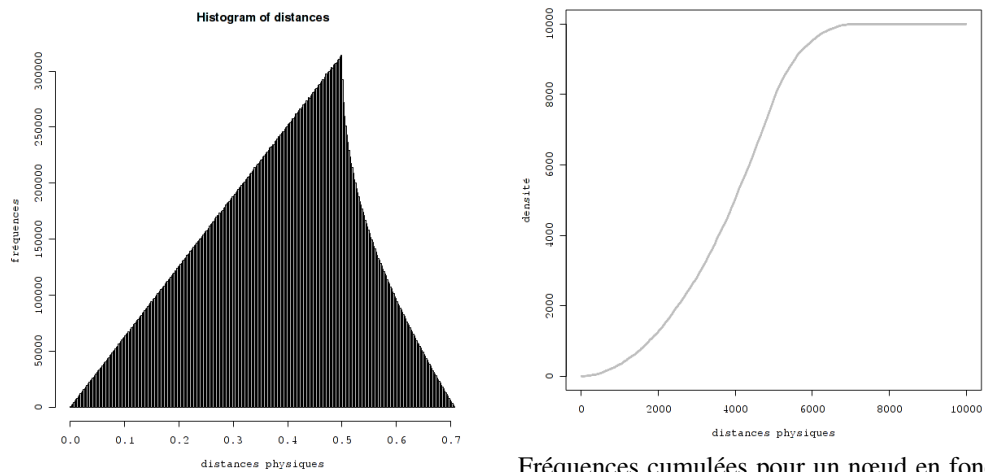 Histogram of distances
fréquences
0
50000
100000
150000
200000
250000
300000
0.0 0.1 0.2 0.3 0.4 0.5 0.6 0.7
distances physiques
densité
0
2000
4000
6000
8000
10000
0 2000 4000 6000 8000 10000
distances physiques
Fréquences cumulées pour un nœud en fon